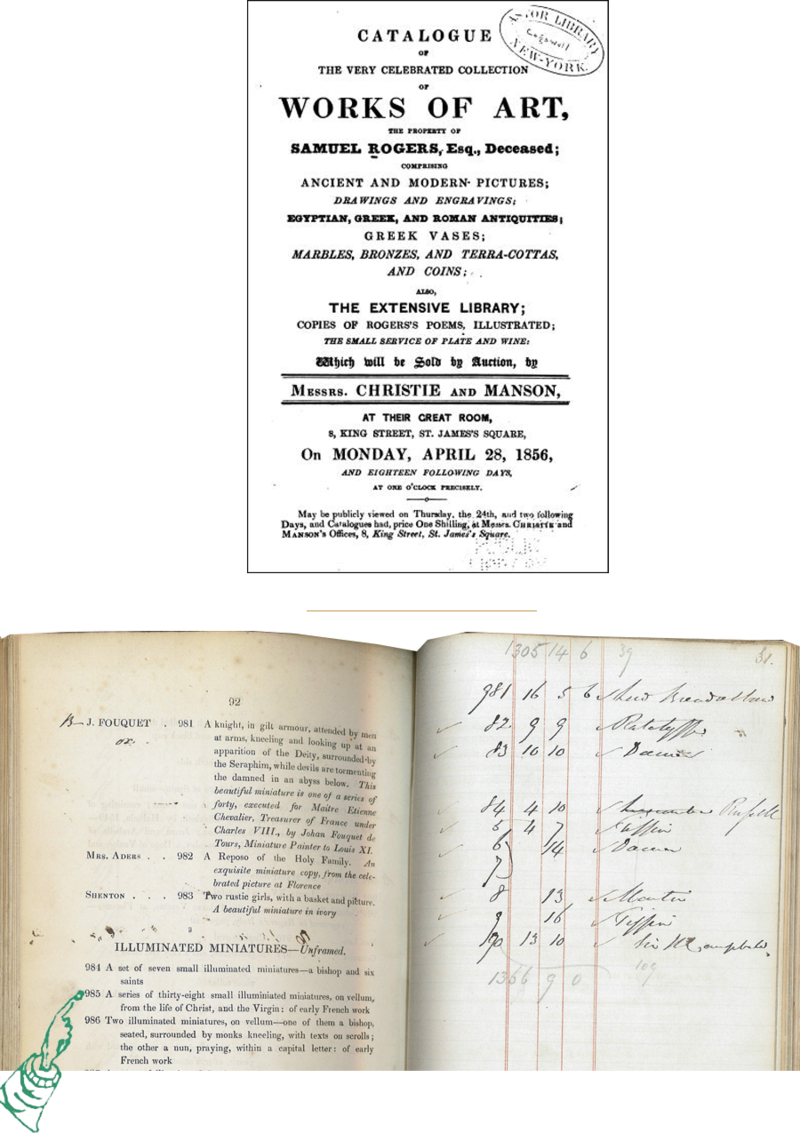 CATALOGUE
OF
THE VERY CELEBRATED COLLECTION
OF
WORKS OF ART,
THE PROPERTY OF
SAMUEL ROGERS, Esq., Deceased;
COMPRISING
ANCIENT AND MODERN PICTURES;
DRAWINGS AND ENGRAVINGS;
EGYPTIAN, GREEK, AND ROMAN ANTIQUITIES;
GREEK VASES;
MARBLES, BRONZES, AND TERRA-COTTAS,
AND COINS;
ALSO,
THE EXTENSIVE LIBRARY;
COPIES OF ROGERS'S POEMS, ILLUSTRATED;
THE SMALL SERVICE OF PLATE AND WINE:
Which will be Sold by Auction, by
MESSRS. CHRISTIE AND MANSON,
AT THEIR GREAT ROOM,
8, KING STREET, ST. JAMES'S SQUARE,
On MONDAY, APRIL 28, 1856,
AND EIGHTEEN FOLLOWING DAYS,
AT ONE O'CLOCK PRECISELY.
May be publicly viewed on Thursday, the 24th, and two following
Days, and Catalogues had, price One Shilling, at Messrs. CHRISTIE and
MANSON'S Offices, 8, King Street, St. James's Square.
ASTOR LIBRARY
NEW-YORK.
92
J. FOUQUET . 981 A knight, in gilt armour, attended by men
at arms, kneeling and looking up at an
apparition of the Deity, surrounded by
the Seraphim, while devils are tormenting
the damned in an abyss below. This
beautiful miniature is one of a series of
forty, executed for Maitre Etienne
Chevalier, Treasurer of France under
Charles VIII., by Johan Fouquet de
Tours, Miniature Painter to Louis XI.
MRS. ADERS . . 982 A Reposo of the Holy Family. An
exquisite miniature copy, from the cele-
brated picture at Florence
SHENTON . . . 983 Two rustic girls, with a basket and picture.
A beautiful miniature in ivory
ILLUMINATED MINIATURES—Unframed.
984 A set of seven small illuminated miniatures—a bishop and six
saints
985 A series of thirty-eight small illuminiated miniatures, on vellum,
from the life of Christ, and the Virgin: of early French work
986 Two illuminated miniatures, on vellum—one of them a bishop,
seated, surrounded by monks kneeling, with texts on scrolls;
the other a nun, praying, within a capital letter: of early
French work
1305 14 6 39
981 16 5 6
82 9 9
83 10 10
84 4 10
5 4 7 Tiffin
6 14
7
8 13 Martin
9 16 Tiffin
190 13 10
1366 9 0 109